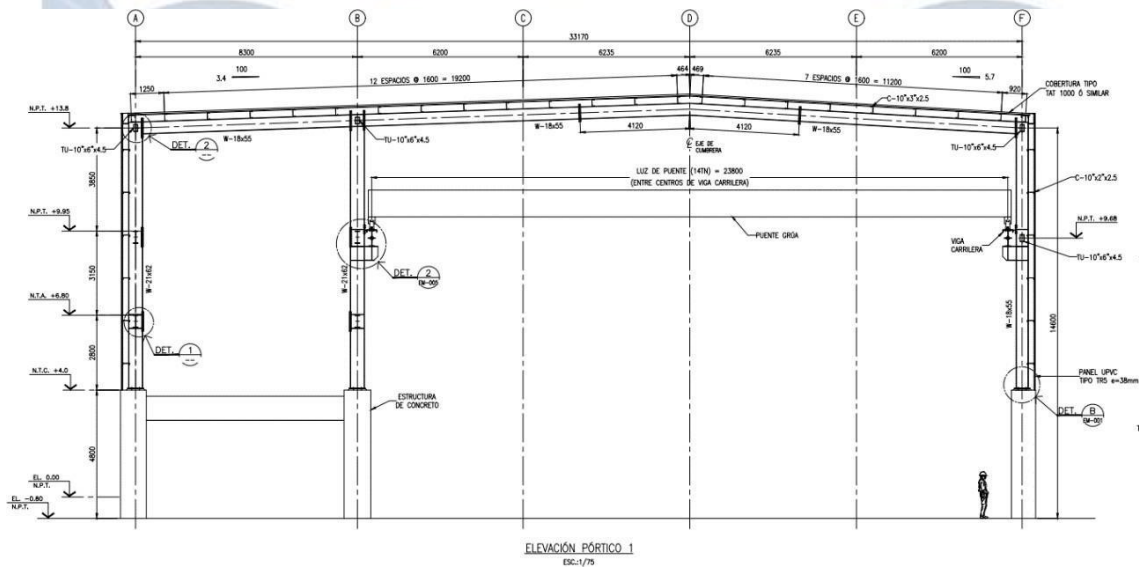 A B C D E F
33170
8300 6200 6235 6235 6200
100
3.4
12 ESPACIOS @ 1600 = 19200
464 469
7 ESPACIOS @ 1600 = 11200
100
5.7
1250
920
COBERTURA TIPO
TAT 1000 Ó SIMILAR
C-10"x3"x2.5
N.P.T. +13.8
TU-10"x6"x4.5
DET. 2
--
W-18x55
TU-10"x6"x4.5
W-18x55
4120 4120
W-18x55
TU-10"x6"x4.5
EJE DE
CUMBRERA
LUZ DE PUENTE (14TN) = 23800
(ENTRE CENTROS DE VIGA CARRILERA)
C-10"x2"x2.5
3850
N.P.T. +9.95
PUENTE GRÚA
VIGA
CARRILERA
N.P.T. +9.68
TU-10"x6"x4.5
3150
W-21x62
W-21x62
DET. 2
EM-005
W-18x55
14600
N.T.A. +6.80
DET. 1
--
2800
N.T.C. +4.0
ESTRUCTURA
DE CONCRETO
PANEL UPVC
TIPO TR5 e=38mm
DET. B
EM-001
4800
EL. 0.00
N.P.T.
EL. -0.80
N.P.T.
ELEVACIÓN PÓRTICO 1
ESC.:1/75